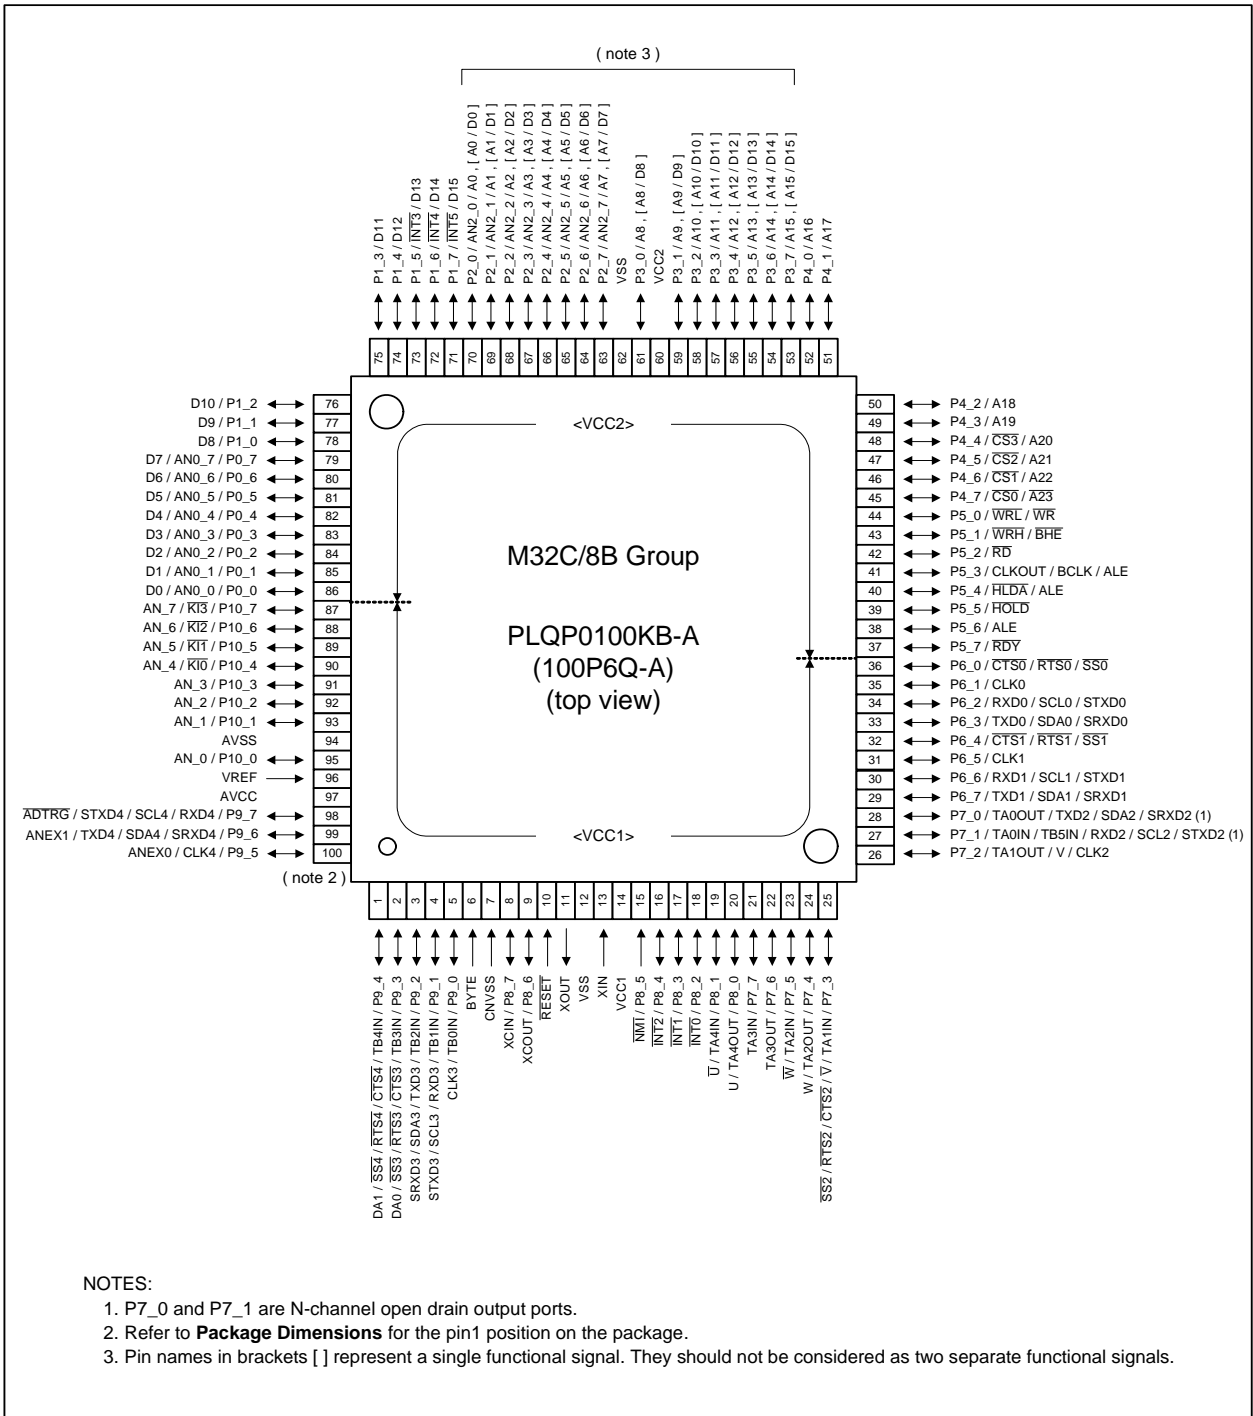 ( note 3 )
P1_3 / D11
P1_4 / D12
P1_5 / INT3 / D13
P1_6 / INT4 / D14
P1_7 / INT5 / D15
P2_0 / AN2_0 / A0 , [ A0 / D0 ]
P2_1 / AN2_1 / A1 , [ A1 / D1 ]
P2_2 / AN2_2 / A2 , [ A2 / D2 ]
P2_3 / AN2_3 / A3 , [ A3 / D3 ]
P2_4 / AN2_4 / A4 , [ A4 / D4 ]
P2_5 / AN2_5 / A5 , [ A5 / D5 ]
P2_6 / AN2_6 / A6 , [ A6 / D6 ]
P2_7 / AN2_7 / A7 , [ A7 / D7 ]
VSS
P3_0 / A8 , [ A8 / D8 ]
VCC2
P3_1 / A9 , [ A9 / D9 ]
P3_2 / A10 , [ A10 / D10 ]
P3_3 / A11 , [ A11 / D11 ]
P3_4 / A12 , [ A12 / D12 ]
P3_5 / A13 , [ A13 / D13 ]
P3_6 / A14 , [ A14 / D14 ]
P3_7 / A15 , [ A15 / D15 ]
P4_0 / A16
P4_1 / A17
75 74 73 72 71 70 69 68 67 66 65 64 63 62 61 60 59 58 57 56 55 54 53 52 51
D10 / P1_2 76
D9 / P1_1 77
D8 / P1_0 78
D7 / AN0_7 / P0_7 79
D6 / AN0_6 / P0_6 80
D5 / AN0_5 / P0_5 81
D4 / AN0_4 / P0_4 82
D3 / AN0_3 / P0_3 83
D2 / AN0_2 / P0_2 84
D1 / AN0_1 / P0_1 85
D0 / AN0_0 / P0_0 86
AN_7 / KI3 / P10_7 87
AN_6 / KI2 / P10_6 88
AN_5 / KI1 / P10_5 89
AN_4 / KI0 / P10_4 90
AN_3 / P10_3 91
AN_2 / P10_2 92
AN_1 / P10_1 93
AVSS 94
AN_0 / P10_0 95
VREF 96
AVCC 97
ADTRG / STXD4 / SCL4 / RXD4 / P9_7 98
ANEX1 / TXD4 / SDA4 / SRXD4 / P9_6 99
ANEX0 / CLK4 / P9_5 100
( note 2 )
<VCC2>
M32C/8B Group
PLQP0100KB-A
(100P6Q-A)
(top view)
<VCC1>
50 P4_2 / A18
49 P4_3 / A19
48 P4_4 / CS3 / A20
47 P4_5 / CS2 / A21
46 P4_6 / CS1 / A22
45 P4_7 / CS0 / A23
44 P5_0 / WRL / WR
43 P5_1 / WRH / BHE
42 P5_2 / RD
41 P5_3 / CLKOUT / BCLK / ALE
40 P5_4 / HLDA / ALE
39 P5_5 / HOLD
38 P5_6 / ALE
37 P5_7 / RDY
36 P6_0 / CTS0 / RTS0 / SS0
35 P6_1 / CLK0
34 P6_2 / RXD0 / SCL0 / STXD0
33 P6_3 / TXD0 / SDA0 / SRXD0
32 P6_4 / CTS1 / RTS1 / SS1
31 P6_5 / CLK1
30 P6_6 / RXD1 / SCL1 / STXD1
29 P6_7 / TXD1 / SDA1 / SRXD1
28 P7_0 / TA0OUT / TXD2 / SDA2 / SRXD2 (1)
27 P7_1 / TA0IN / TB5IN / RXD2 / SCL2 / STXD2 (1)
26 P7_2 / TA1OUT / V / CLK2
1 2 3 4 5 6 7 8 9 10 11 12 13 14 15 16 17 18 19 20 21 22 23 24 25
DA1 / SS4 / RTS4 / CTS4 / TB4IN / P9_4
DA0 / SS3 / RTS3 / CTS3 / TB3IN / P9_3
SRXD3 / SDA3 / TXD3 / TB2IN / P9_2
STXD3 / SCL3 / RXD3 / TB1IN / P9_1
CLK3 / TB0IN / P9_0
BYTE
CNVSS
XCIN / P8_7
XCOUT / P8_6
RESET
XOUT
VSS
XIN
VCC1
NMI / P8_5
INT2 / P8_4
INT1 / P8_3
INT0 / P8_2
U / TA4IN / P8_1
U / TA4OUT / P8_0
TA3IN / P7_7
TA3OUT / P7_6
W / TA2IN / P7_5
W / TA2OUT / P7_4
SS2 / RTS2 / CTS2 / V / TA1IN / P7_3
NOTES:
1. P7_0 and P7_1 are N-channel open drain output ports.
2. Refer to Package Dimensions for the pin1 position on the package.
3. Pin names in brackets [ ] represent a single functional signal. They should not be considered as two separate functional signals.